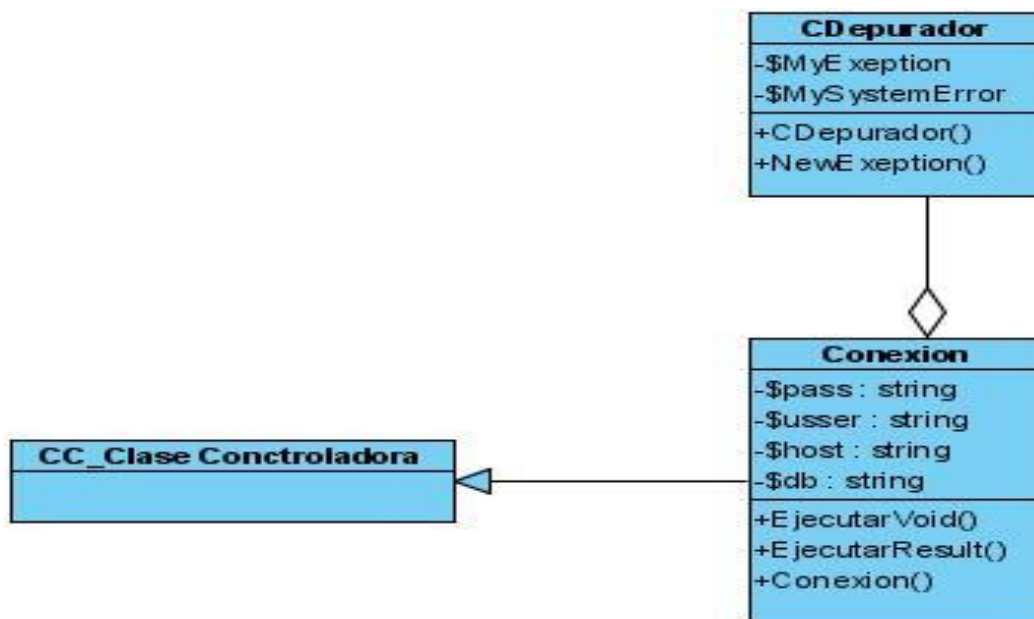 CDepurador
-$MyExeption
-$MySystemError
+CDepurador()
+NewExeption()
Conexion
-$pass : string
-$usser : string
-$host : string
-$db : string
+EjecutarVoid()
+EjecutarResult()
+Conexion()
CC_Clase Conctroladora